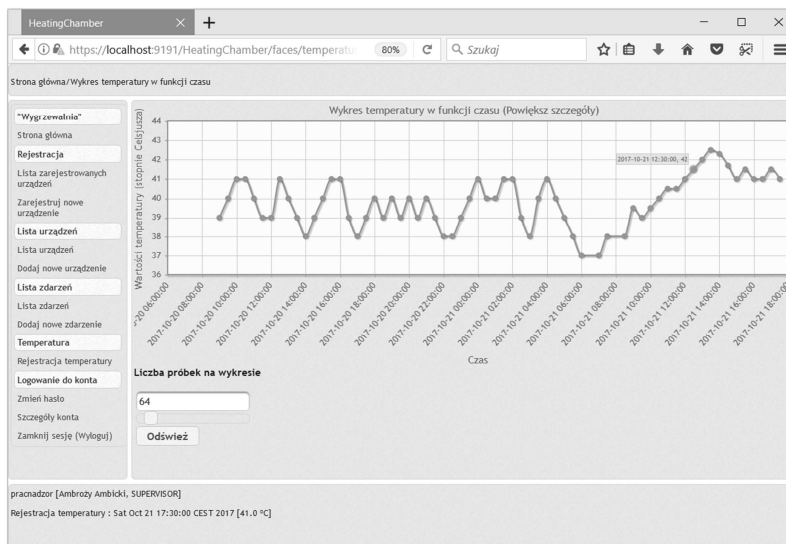 HeatingChamber
https://localhost:9191/HeatingChamber/faces/temperatu
80%
Szukaj
Strona główna/Wykres temperatury w funkcji czasu
"Wygrzewalnia"
Strona główna
Rejestracja
Lista zarejestrowanych
urządzeń
Zarejestruj nowe
urządzenie
Lista urządzeń
Lista urządzeń
Dodaj nowe urządzenie
Lista zdarzeń
Lista zdarzeń
Dodaj nowe zdarzenie
Temperatura
Rejestracja temperatury
Logowanie do konta
Zmień hasło
Szczegóły konta
Zamknij sesję (Wyloguj)
Wykres temperatury w funkcji czasu (Powiększ szczegóły)
Wartości temperatury (stopnie Celsjusza)
44
43
42
41
40
39
38
37
36
2017-10-21 12:30:00, 42
-20 06:00:00
2017-10-20 08:00:00
2017-10-20 10:00:00
2017-10-20 12:00:00
2017-10-20 14:00:00
2017-10-20 16:00:00
2017-10-20 18:00:00
2017-10-20 20:00:00
2017-10-20 22:00:00
2017-10-21 00:00:00
2017-10-21 02:00:00
2017-10-21 04:00:00
2017-10-21 06:00:00
2017-10-21 08:00:00
2017-10-21 10:00:00
2017-10-21 12:00:00
2017-10-21 14:00:00
2017-10-21 16:00:00
2017-10-21 18:00:00
Czas
Liczba próbek na wykresie
64
Odśwież
pracnadzor [Ambroży Ambicki, SUPERVISOR]
Rejestracja temperatury : Sat Oct 21 17:30:00 CEST 2017 [41.0 ºC]